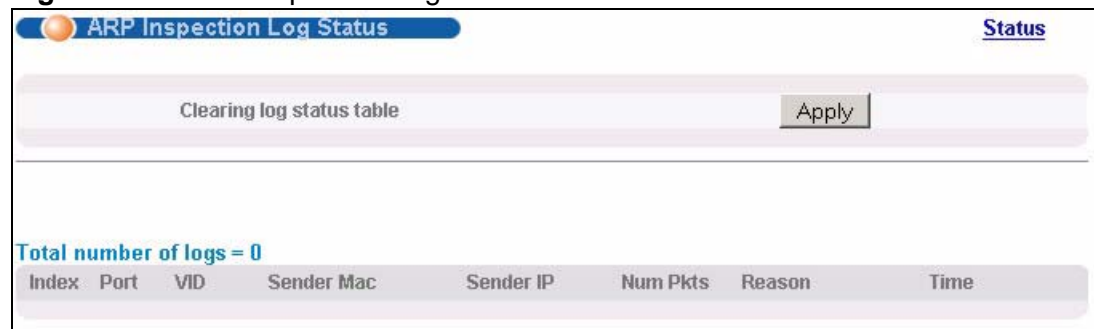 ARP Inspection Log Status Status
Clearing log status table Apply
Total number of logs = 0
Index Port VID Sender Mac Sender IP Num Pkts Reason Time